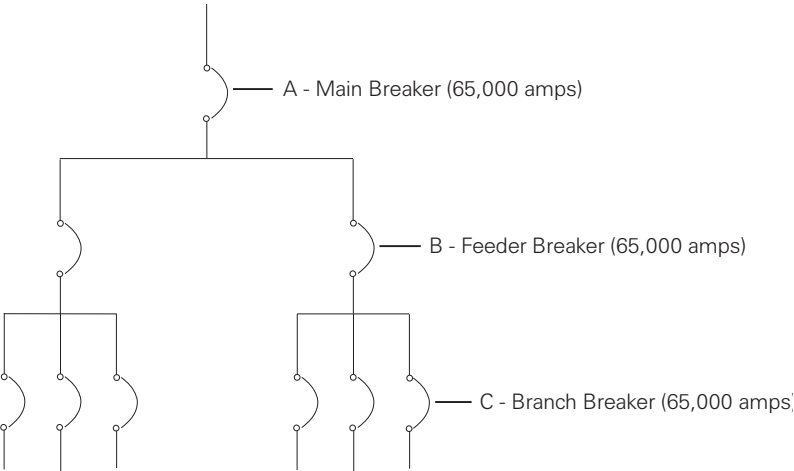 A - Main Breaker (65,000 amps)
B - Feeder Breaker (65,000 amps)
C - Branch Breaker (65,000 amps)